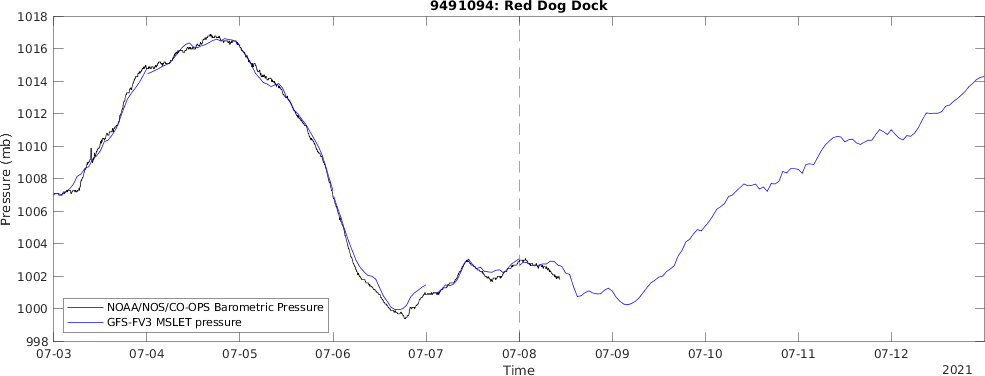 9491094: Red Dog Dock
Pressure (mb)
1018
1016
1014
1012
1010
1008
1006
1004
1002
1000
998
NOAA/NOS/CO-OPS Barometric Pressure
GFS-FV3 MSLET pressure
07-03 07-04 07-05 07-06 07-07 07-08 07-09 07-10 07-11 07-12
Time
2021